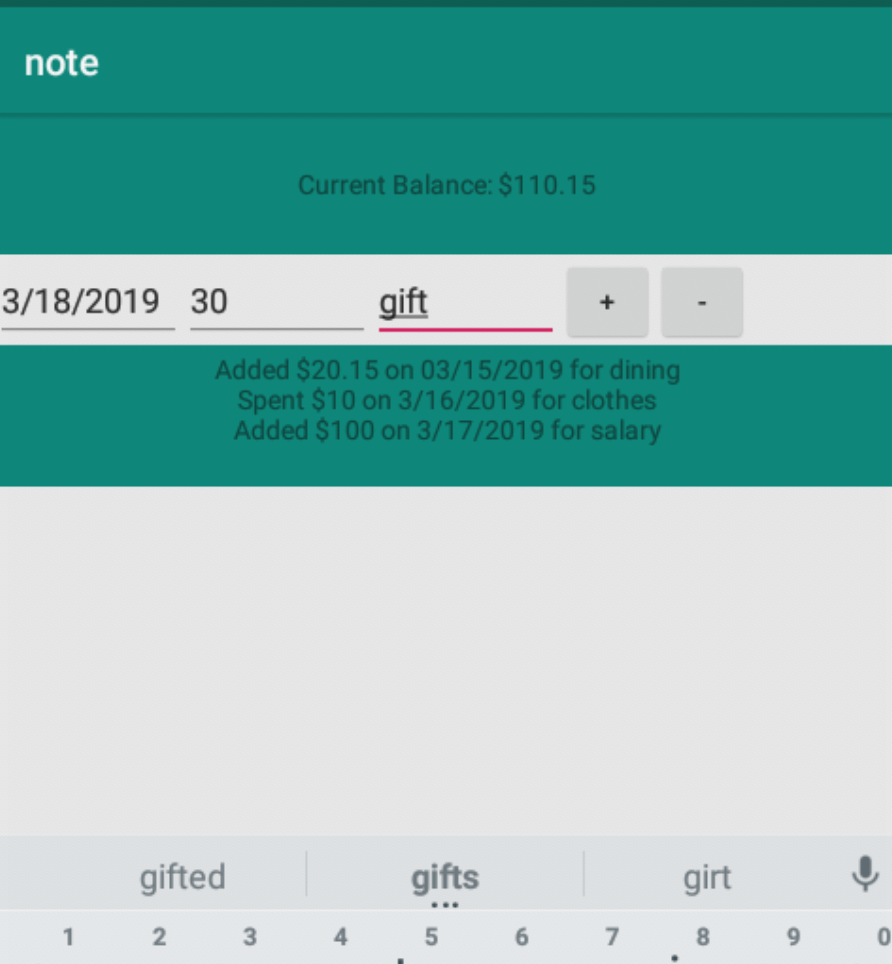 note
Current Balance: $110.15
3/18/2019 30 gift + -
Added $20.15 on 03/15/2019 for dining
Spent $10 on 3/16/2019 for clothes
Added $100 on 3/17/2019 for salary
gifted gifts girt
1 2 3 4 5 6 7 8 9 0